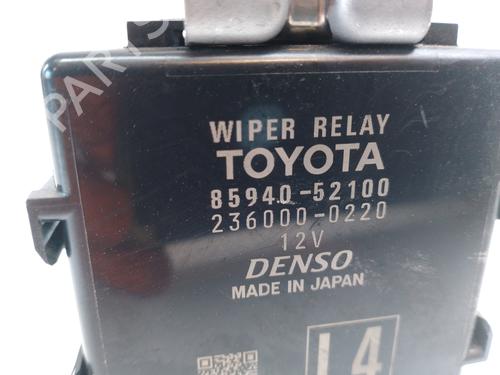 WIPER RELAY
TOYOTA
85940-52100
236000-0220
12V
DENSO
MADE IN JAPAN
L4